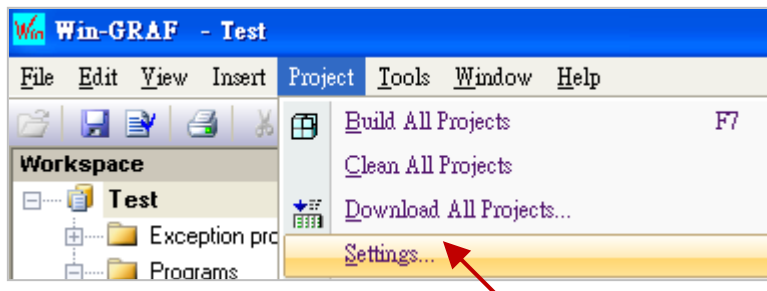 Win Win-GRAF - Test
File Edit View Insert Project Tools Window Help
Build All Projects F7
Workspace
Clean All Projects
Test
Download All Projects...
Exception pro
Settings...
Programs